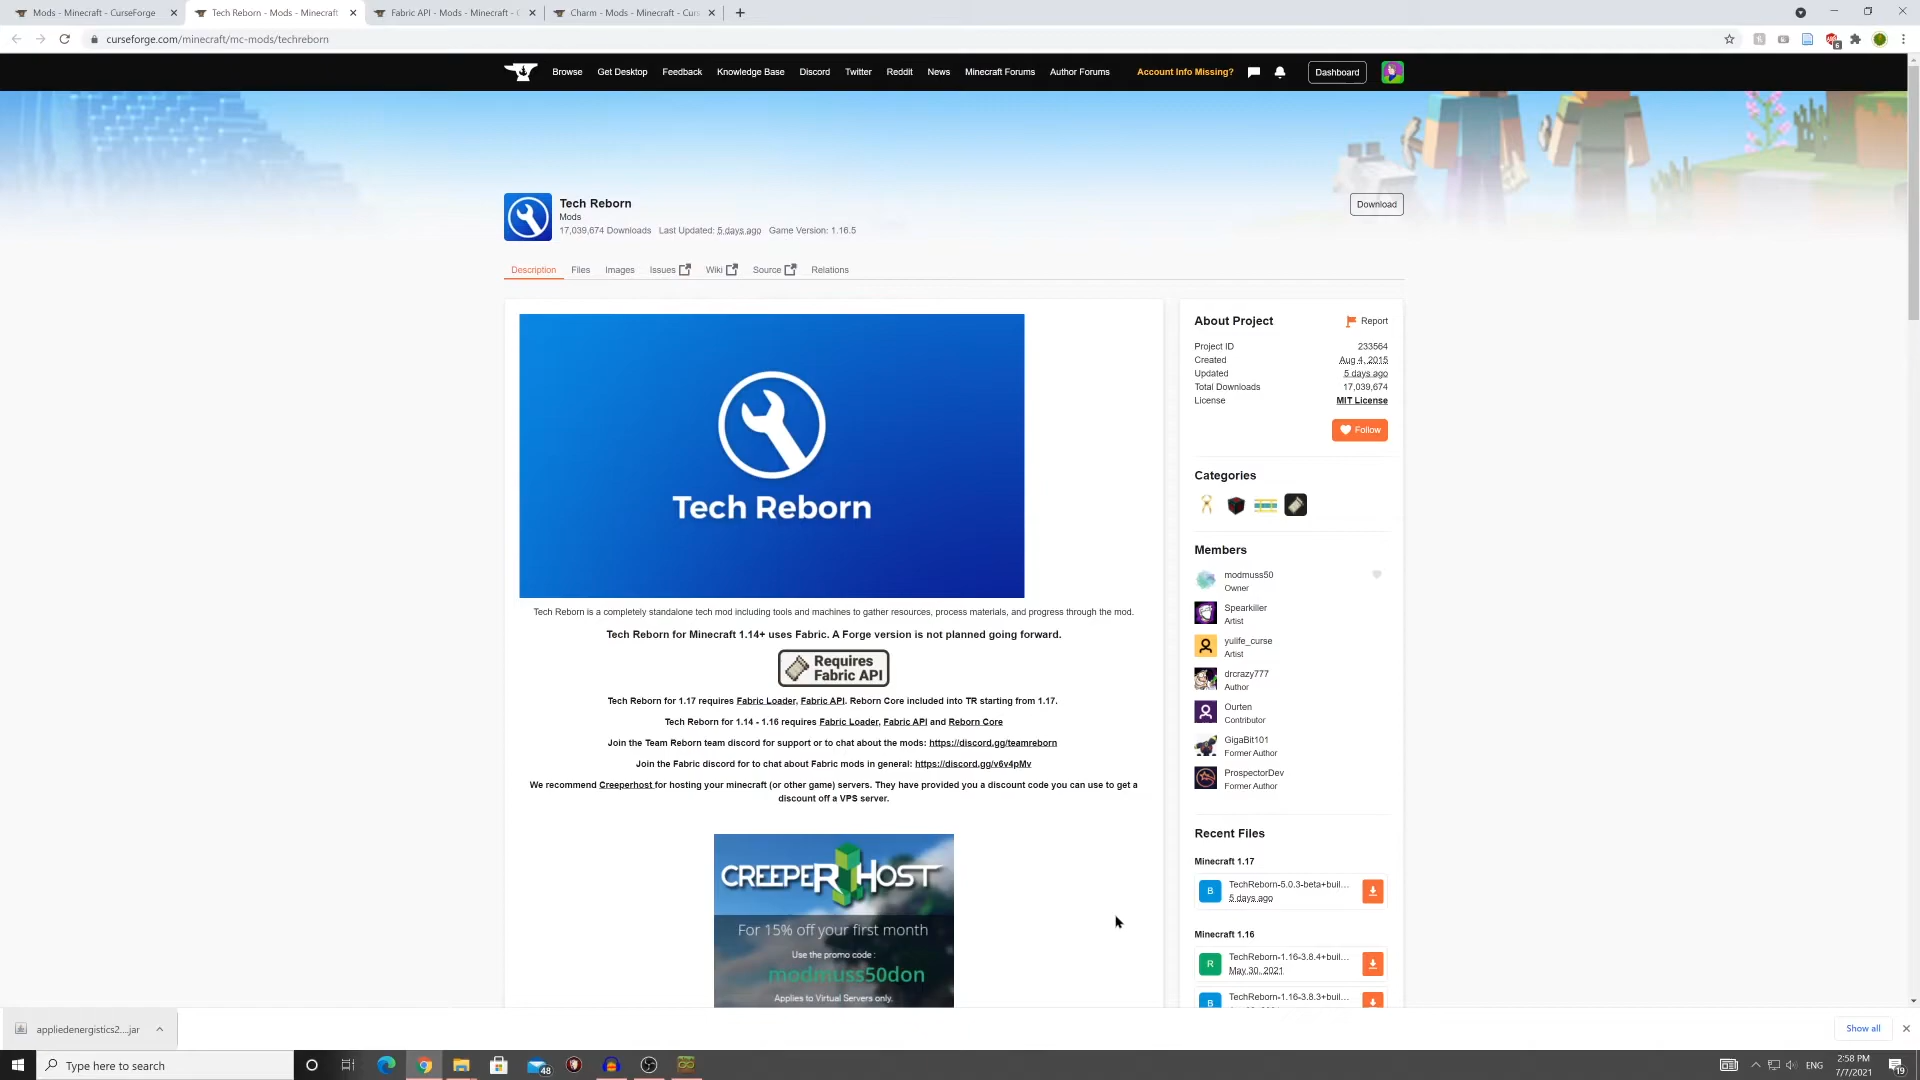 Mods - Minecraft - CurseForge
Tech Reborn - Mods - Minecraft
Fabric API - Mods - Minecraft - C
Charm - Mods - Minecraft - Curs
curseforge.com/minecraft/mc-mods/techreborn
6
Browse Get Desktop Feedback Knowledge Base Discord Twitter Reddit News Minecraft Forums Author Forums Account Info Missing? Dashboard
Tech Reborn
Download
Mods
17,039,674 Downloads Last Updated: 5 days ago Game Version: 1.16.5
Description Files Images Issues Wiki Source Relations
Tech Reborn
Tech Reborn is a completely standalone tech mod including tools and machines to gather resources, process materials, and progress through the mod.
Tech Reborn for Minecraft 1.14+ uses Fabric. A Forge version is not planned going forward.
Requires
Fabric API
Tech Reborn for 1.17 requires Fabric Loader, Fabric API. Reborn Core included into TR starting from 1.17.
Tech Reborn for 1.14 - 1.16 requires Fabric Loader, Fabric API and Reborn Core
Join the Team Reborn team discord for support or to chat about the mods: https://discord.gg/teamreborn
Join the Fabric discord for to chat about Fabric mods in general: https://discord.gg/v6v4pMv
We recommend Creeperhost for hosting your minecraft (or other game) servers. They have provided you a discount code you can use to get a
discount off a VPS server.
CREEPER HOST
For 15% off your first month
Use the promo code :
modmuss50don
Applies to Virtual Servers only.
About Project
Report
Project ID 233564
Created Aug 4, 2015
Updated 5 days ago
Total Downloads 17,039,674
License MIT License
Follow
Categories
Members
modmuss50
Owner
Spearkiller
Artist
yulife_curse
Artist
drcrazy777
Author
Ourten
Contributor
GigaBit101
Former Author
ProspectorDev
Former Author
Recent Files
Minecraft 1.17
B
TechReborn-5.0.3-beta+buil...
5 days ago
Minecraft 1.16
R
TechReborn-1.16-3.8.4+buil...
May 30, 2021
B
TechReborn-1.16-3.8.3+buil...
appliedenergistics2....jar
Show all
Type here to search
48
ENG
2:58 PM
7/7/2021
19